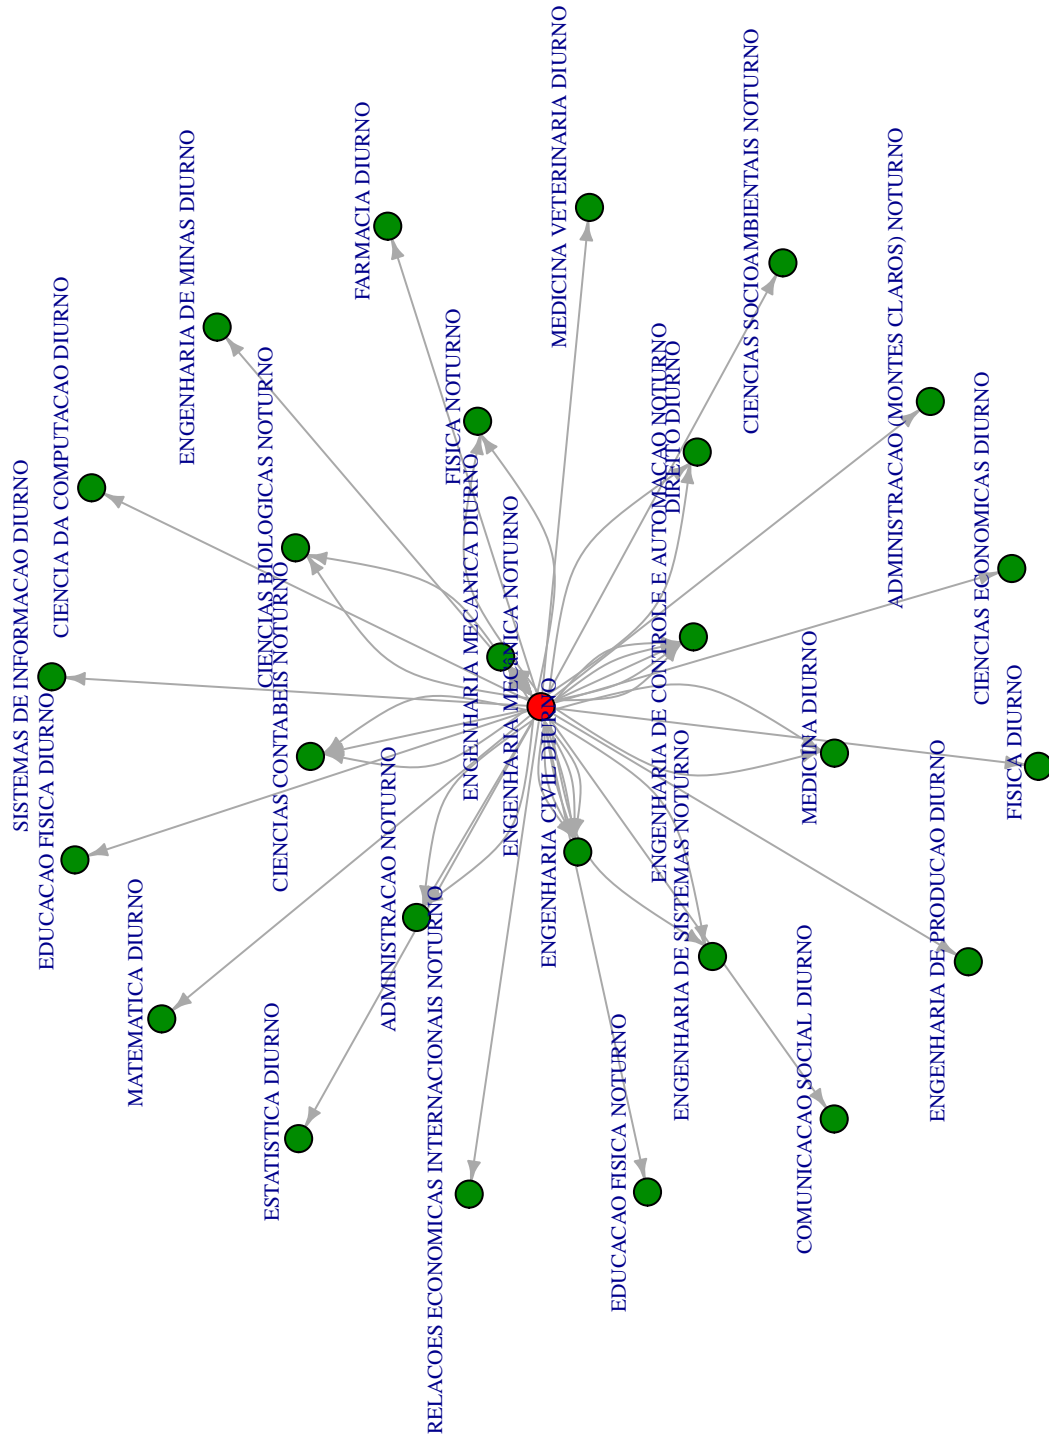 SISTEMAS DE INFORMACAO DIURNO
EDUCACAO FISICA DIURNO
CIENCIA DA COMPUTACAO DIURNO
MATEMATICA DIURNO
ENGENHARIA DE MINAS DIURNO
CIENCIAS BIOLOGICAS NOTURNO
CIENCIAS CONTABEIS NOTURNO
ESTATISTICA DIURNO
FARMACIA DIURNO
ADMINISTRACAO NOTURNO
RELACOES ECONOMICAS INTERNACIONAIS NOTURNO
FISICA NOTURNO
ENGENHARIA MECANICA DIURNO
ENGENHARIA MECâNICA NOTURNO
ENGENHARIA CIVIL DIURNO
MEDICINA VETERINARIA DIURNO
EDUCACAO FISICA NOTURNO
ENGENHARIA DE CONTROLE E AUTOMACAO NOTURNO
DIREITO DIURNO
ENGENHARIA DE SISTEMAS NOTURNO
CIENCIAS SOCIOAMBIENTAIS NOTURNO
MEDICINA DIURNO
COMUNICACAO SOCIAL DIURNO
ADMINISTRACAO (MONTES CLAROS) NOTURNO
ENGENHARIA DE PRODUCAO DIURNO
CIENCIAS ECONOMICAS DIURNO
FISICA DIURNO